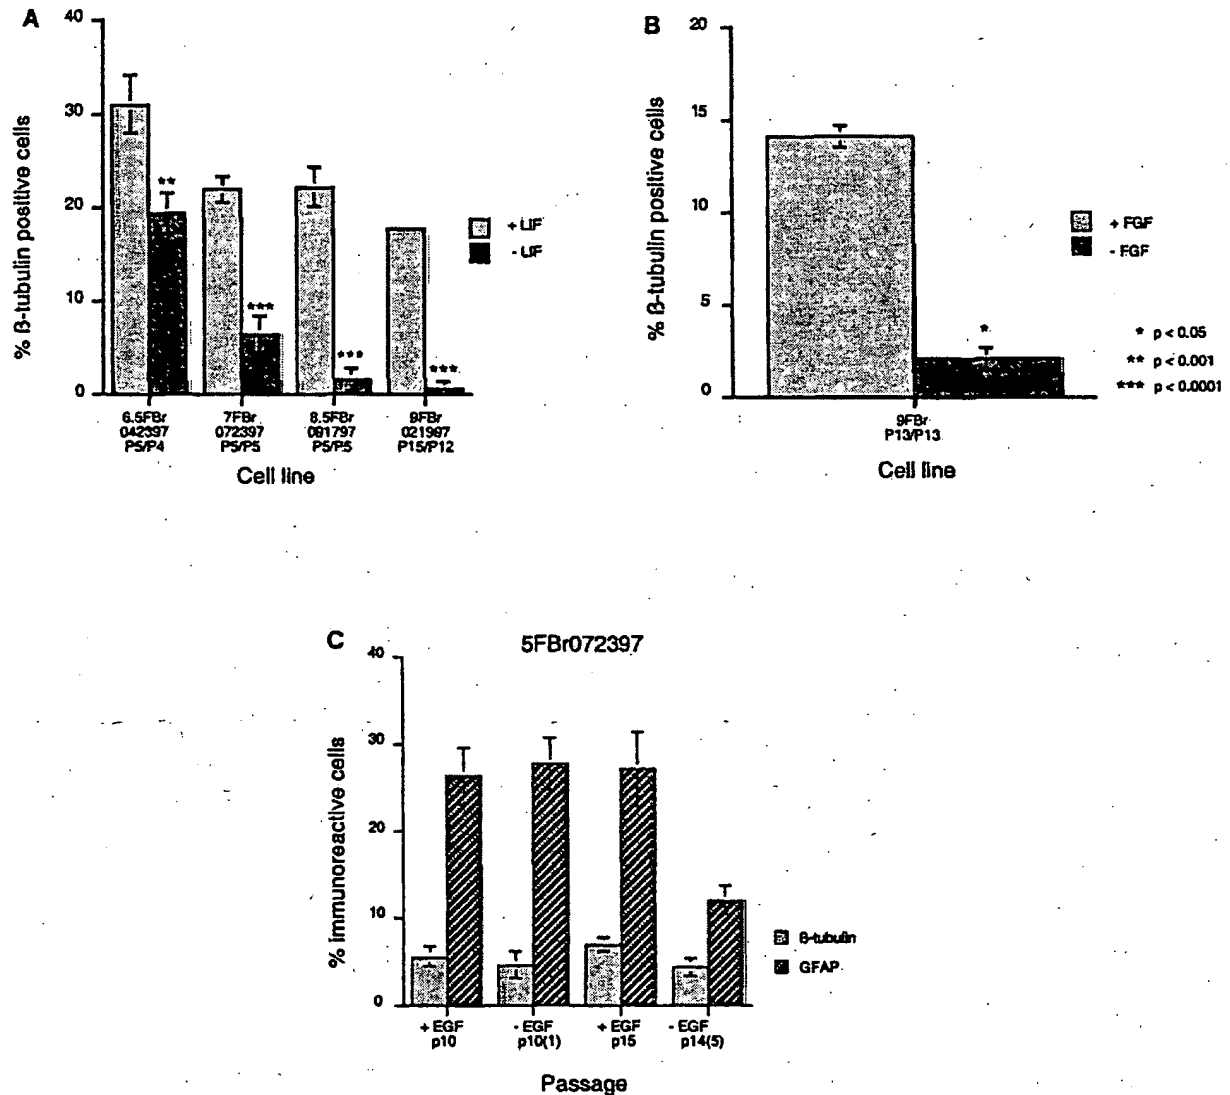 A
40
30
20
10
0
% ß-tubulin positive cells
**
***
***
***
6.5FBr
042397
P5/P4
7FBr
072397
P5/P5
8.5FBr
091797
P5/P5
9FBr
021997
P15/P12
Cell line
+ LIF
- LIF
B
20
15
10
5
0
% ß-tubulin positive cells
*
9FBr
P13/P13
Cell line
+ FGF
- FGF
* p < 0.05
** p < 0.001
*** p < 0.0001
C
5FBr072397
40
30
20
10
0
% immunoreactive cells
+ EGF
p10
- EGF
p10(1)
+ EGF
p15
- EGF
p14(5)
Passage
ß-tubulin
GFAP